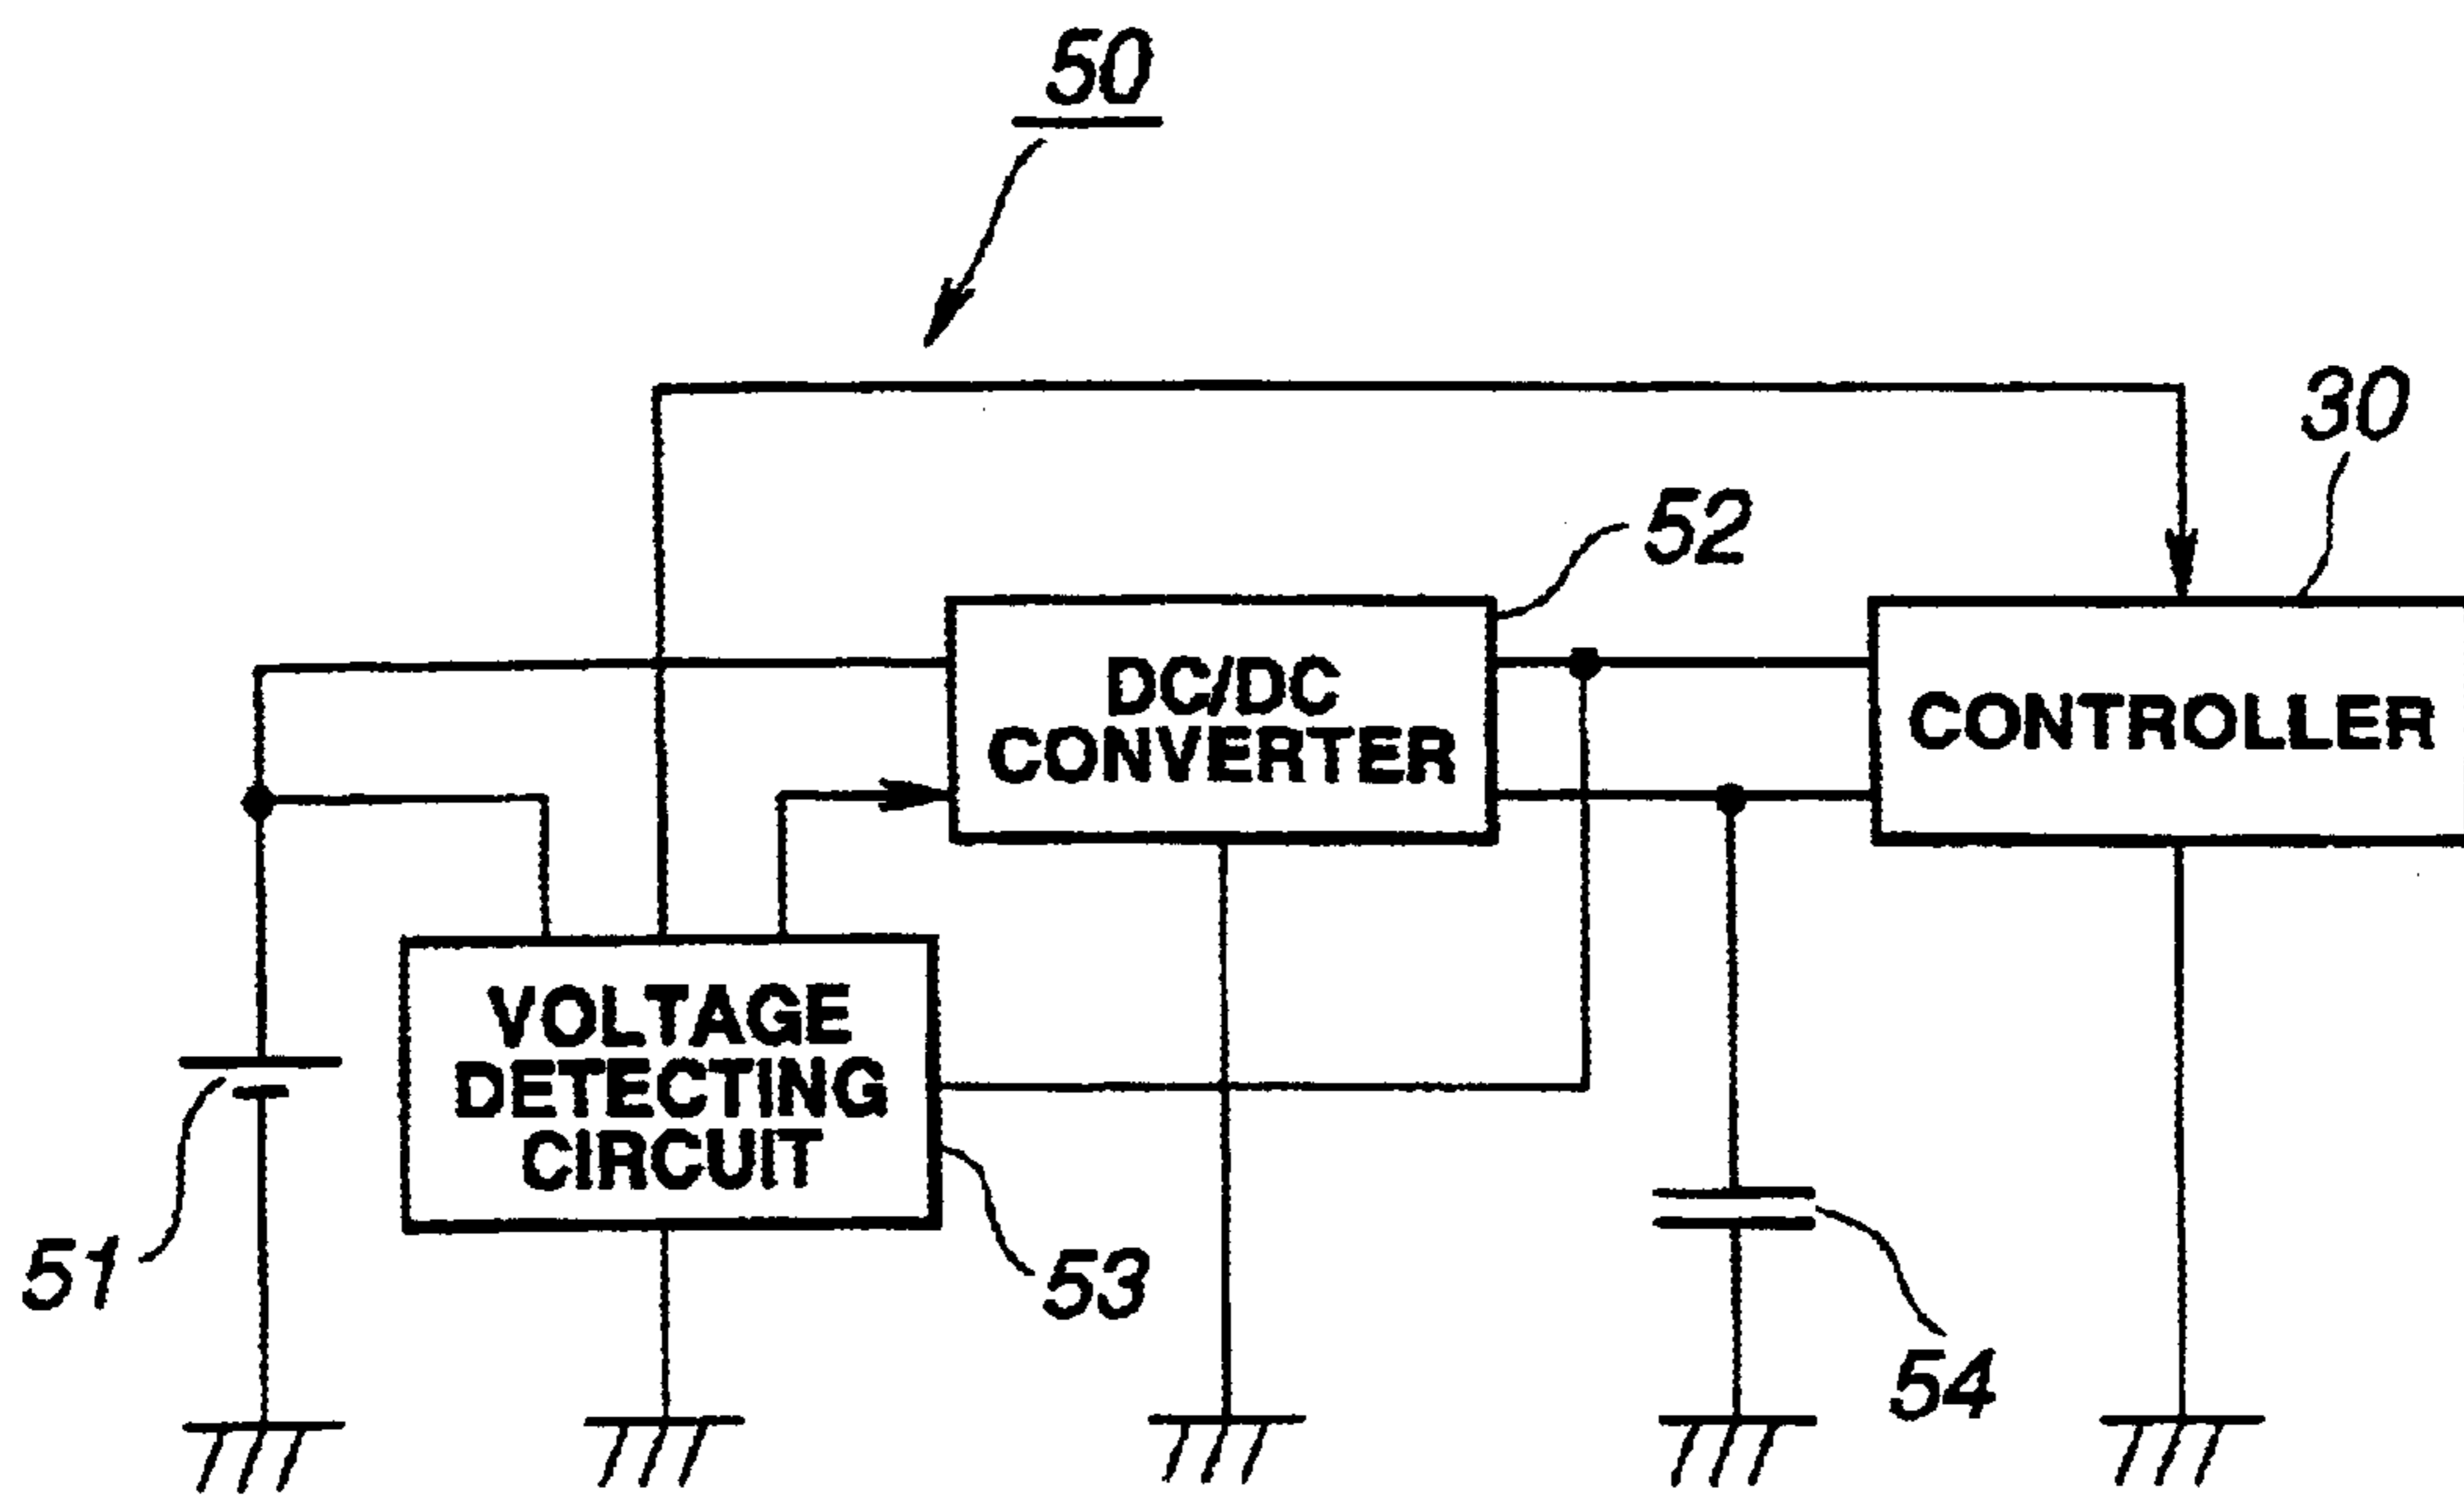 50
30
52
DC/DC
CONVERTER
CONTROLLER
VOLTAGE
DETECTING
CIRCUIT
51
53
54